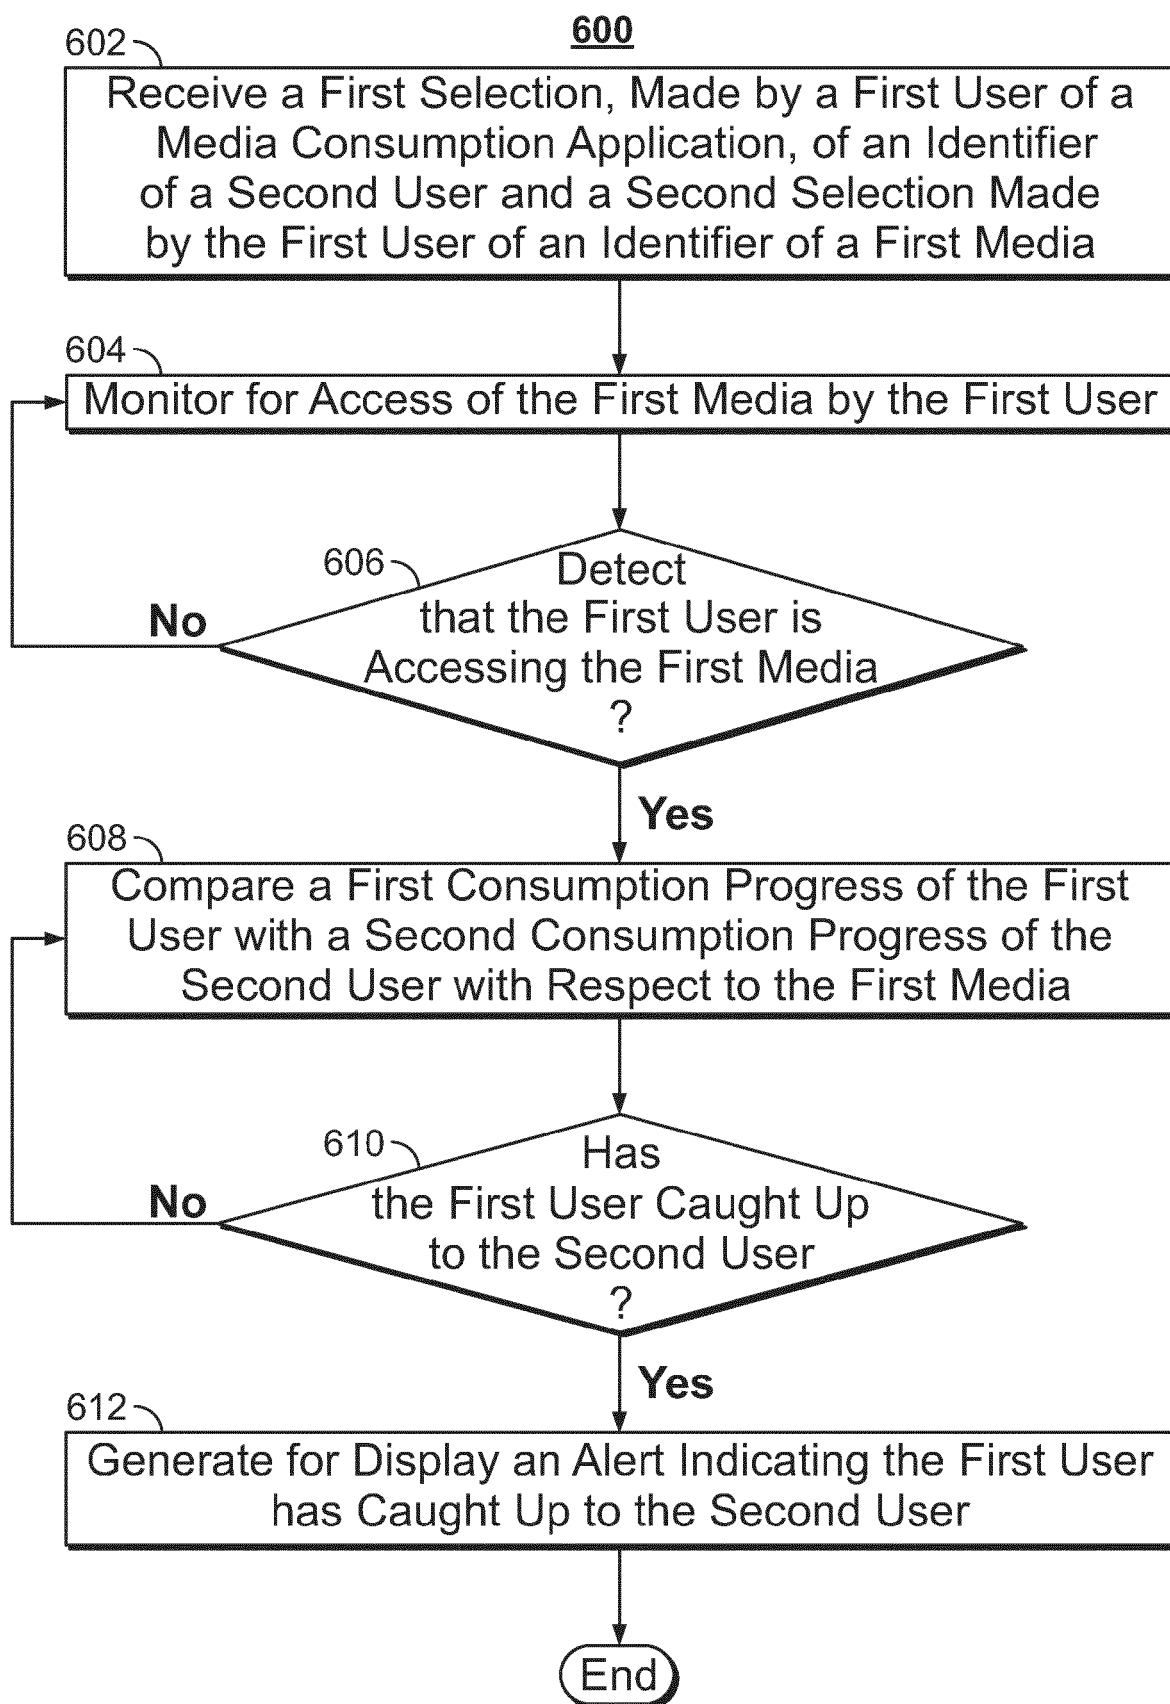 600
602
Receive a First Selection, Made by a First User of a
Media Consumption Application, of an Identifier
of a Second User and a Second Selection Made
by the First User of an Identifier of a First Media
604
Monitor for Access of the First Media by the First User
606
Detect
that the First User is
Accessing the First Media
?
No
Yes
608
Compare a First Consumption Progress of the First
User with a Second Consumption Progress of the
Second User with Respect to the First Media
610
Has
the First User Caught Up
to the Second User
?
No
Yes
612
Generate for Display an Alert Indicating the First User
has Caught Up to the Second User
End